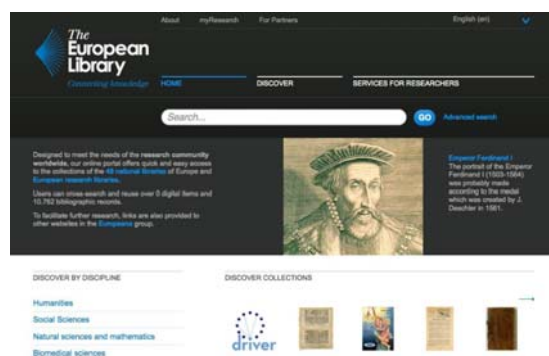 About myResearch For Partners English (en)
The
European
Library
Connecting knowledge
HOME DISCOVER SERVICES FOR RESEARCHERS
Search... GO Advanced search
Designed to meet the needs of the research community
worldwide, our online portal offers quick and easy access
to the collections of the 48 national libraries of Europe and
European research libraries.
Users can cross-search and reuse over 0 digital items and
10.762 bibliographic records.
To facilitate further research, links are also provided to
other websites in the Europeana group.
Emperor Ferdinand I
The portrait of the Emperor
Ferdinand I (1503-1564)
was probably made
according to the medal
which was created by J.
Deschler in 1561.
DISCOVER BY DISCIPLINE
Humanities
Social Sciences
Natural sciences and mathematics
Biomedical sciences
DISCOVER COLLECTIONS
driver